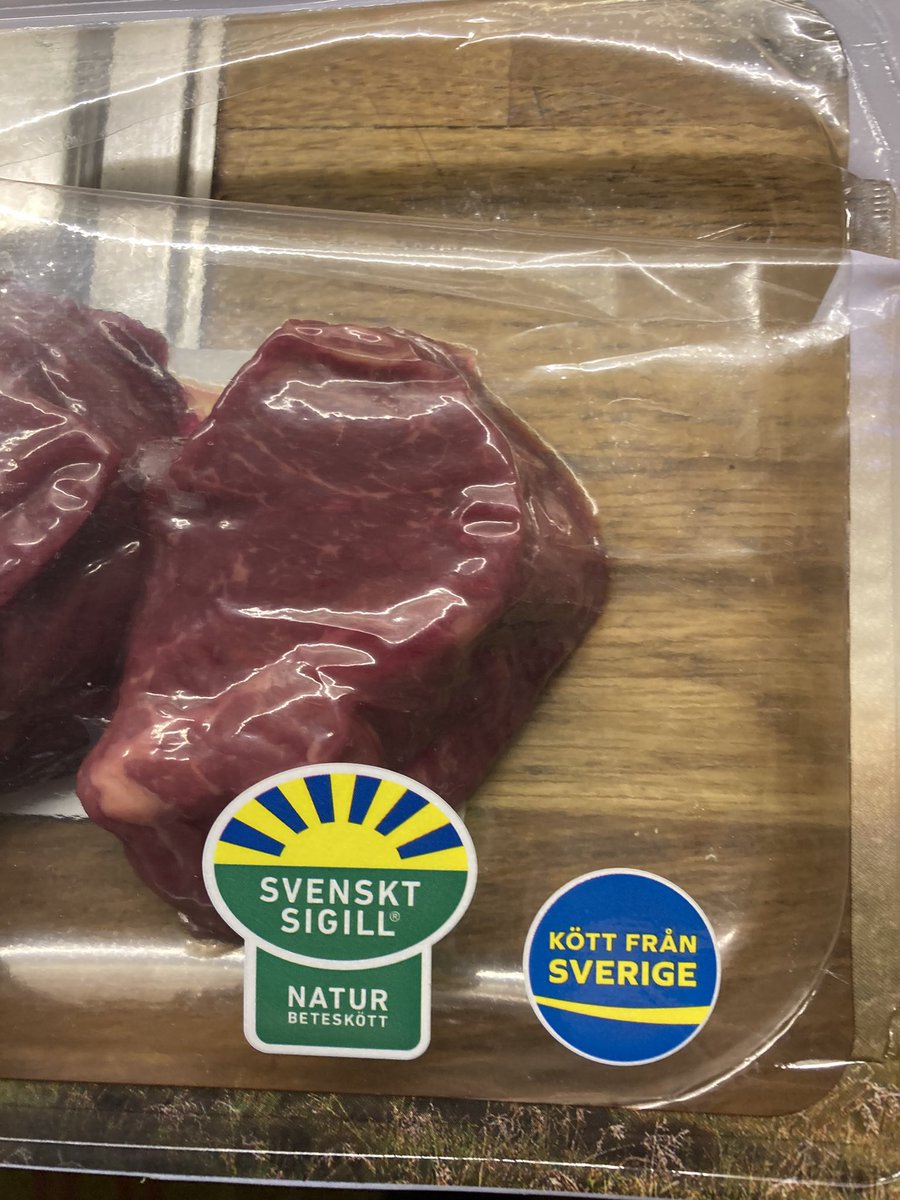 SVENSKT
SIGILL®
NATUR
BETESKÖTT
KÖTT FRÅN
SVERIGE